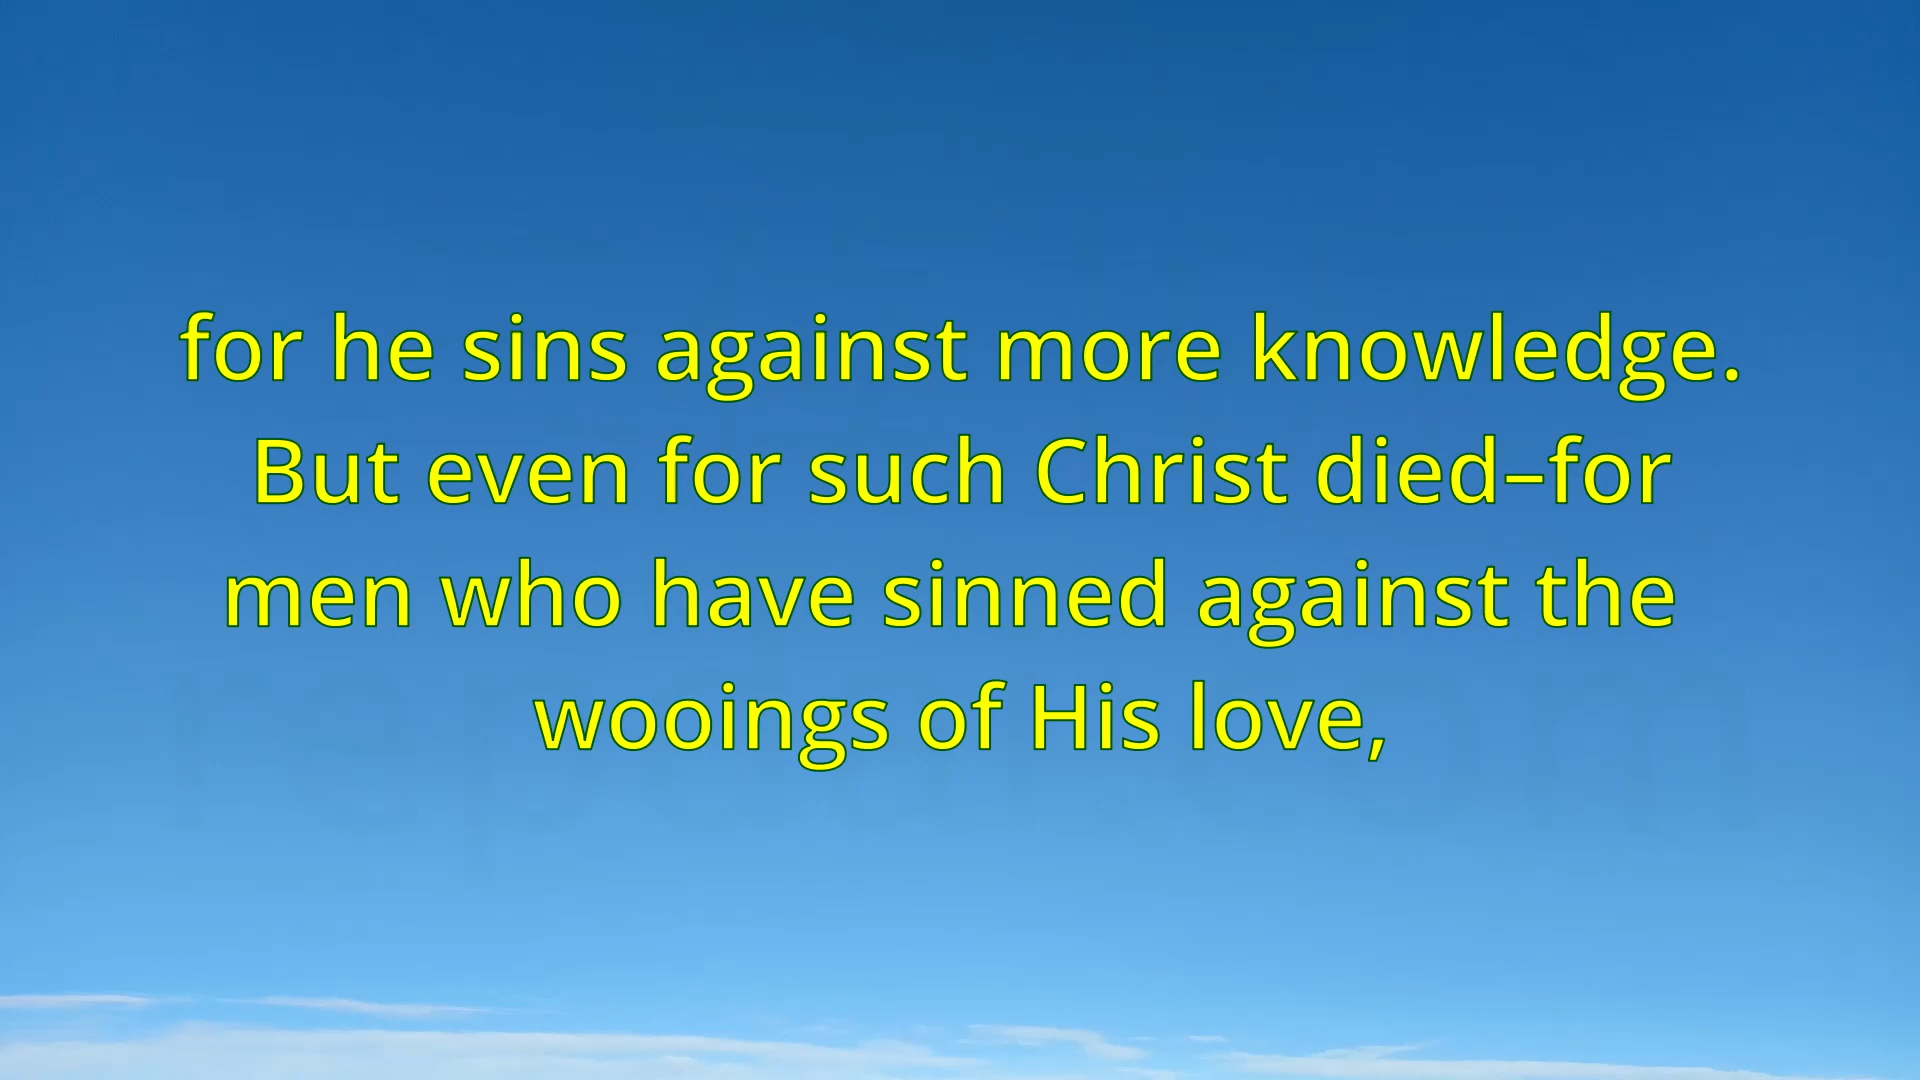 for he sins against more knowledge.
But even for such Christ died–for
men who have sinned against the
wooings of His love,